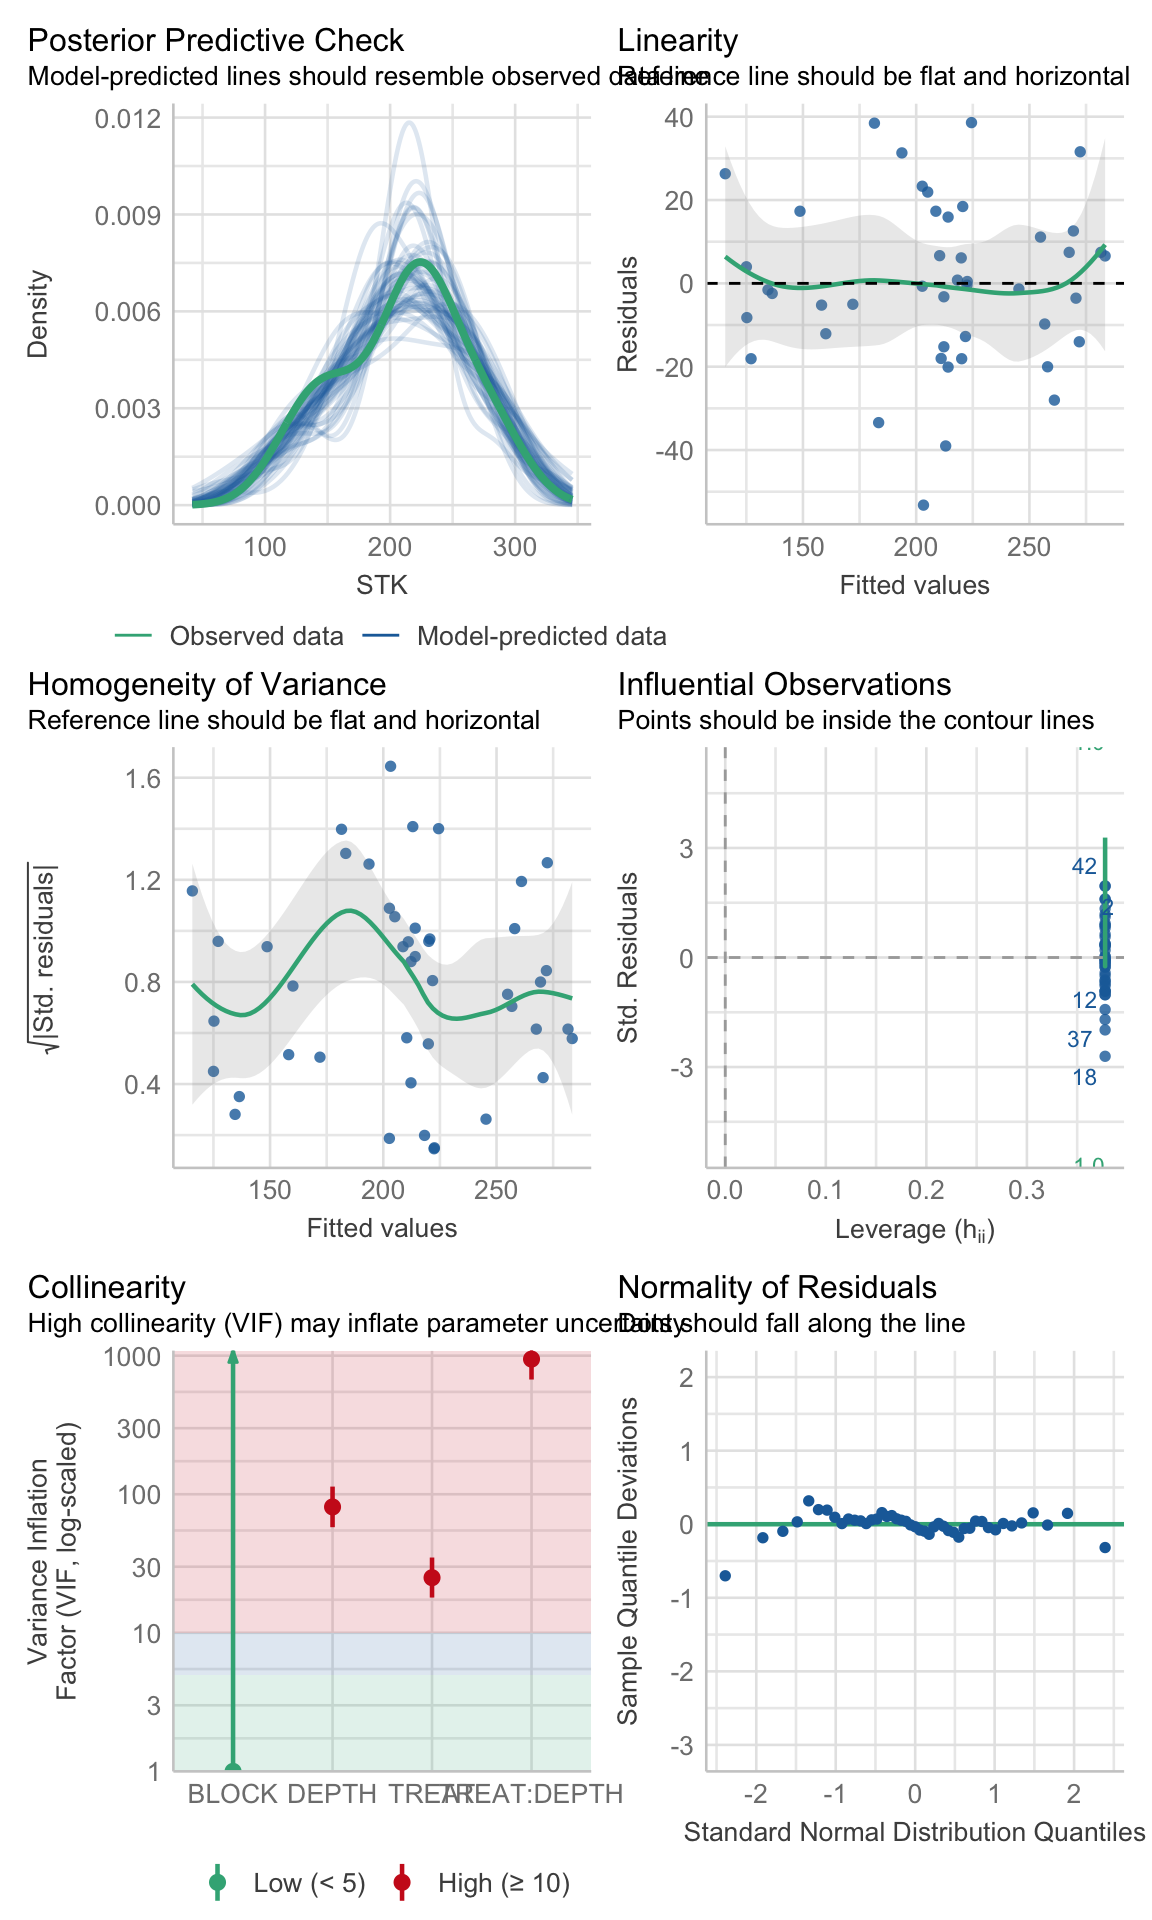 Posterior Predictive Check
Model-predicted lines should resemble observed data line
0.012
0.009
0.006
0.003
0.000
Density
100 200 300
STK
Observed data Model-predicted data
Linearity
Reference line should be flat and horizontal
40
20
0
-20
-40
Residuals
150 200 250
Fitted values
Homogeneity of Variance
Reference line should be flat and horizontal
1.6
1.2
0.8
0.4
√|Std. residuals|
150 200 250
Fitted values
Influential Observations
Points should be inside the contour lines
3
0
-3
Std. Residuals
42
2
12
37
18
1.0
0.0 0.1 0.2 0.3
Leverage (hii)
Collinearity
High collinearity (VIF) may inflate parameter uncertainty
1000
300
100
30
10
3
1
Variance Inflation
Factor (VIF, log-scaled)
BLOCK DEPTH TREAT TREAT:DEPTH
Low (< 5) High (≥ 10)
Normality of Residuals
Dots should fall along the line
2
1
0
-1
-2
-3
Sample Quantile Deviations
-2 -1 0 1 2
Standard Normal Distribution Quantiles